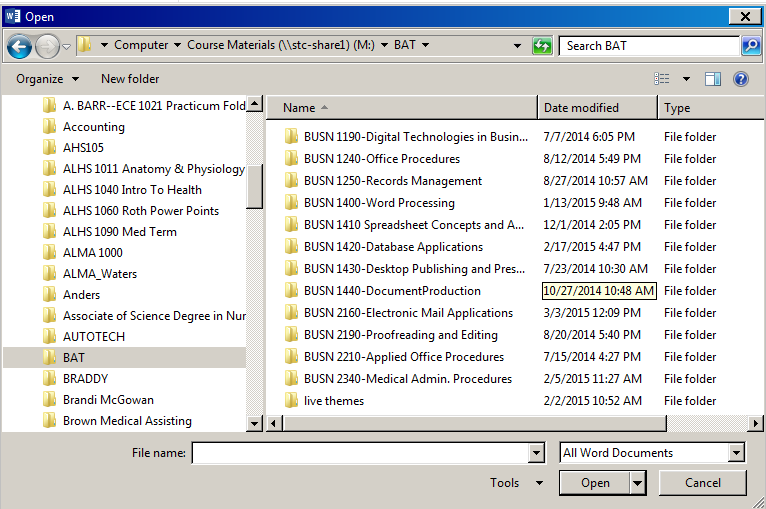 Open
Computer ▸ Course Materials (\\stc-share1) (M:) ▸ BAT
Search BAT
Organize
New folder
A. BARR--ECE 1021 Practicum Fold
Accounting
AHS105
ALHS 1011 Anatomy & Physiology
ALHS 1040 Intro To Health
ALHS 1060 Roth Power Points
ALHS 1090 Med Term
ALMA 1000
ALMA_Waters
Anders
Associate of Science Degree in Nur
AUTOTECH
BAT
BRADDY
Brandi McGowan
Brown Medical Assisting
Name Date modified Type
BUSN 1190-Digital Technologies in Busin... 7/7/2014 6:05 PM File folder
BUSN 1240-Office Procedures 8/12/2014 5:49 PM File folder
BUSN 1250-Records Management 8/27/2014 10:57 AM File folder
BUSN 1400-Word Processing 1/13/2015 9:48 AM File folder
BUSN 1410 Spreadsheet Concepts and A... 12/1/2014 2:05 PM File folder
BUSN 1420-Database Applications 2/17/2015 4:47 PM File folder
BUSN 1430-Desktop Publishing and Pres... 7/23/2014 10:30 AM File folder
BUSN 1440-DocumentProduction 10/27/2014 10:48 AM File folder
BUSN 2160-Electronic Mail Applications 3/3/2015 12:09 PM File folder
BUSN 2190-Proofreading and Editing 8/20/2014 5:40 PM File folder
BUSN 2210-Applied Office Procedures 7/15/2014 4:27 PM File folder
BUSN 2340-Medical Admin. Procedures 2/5/2015 11:27 AM File folder
live themes 2/2/2015 10:52 AM File folder
File name:
All Word Documents
Tools
Open
Cancel